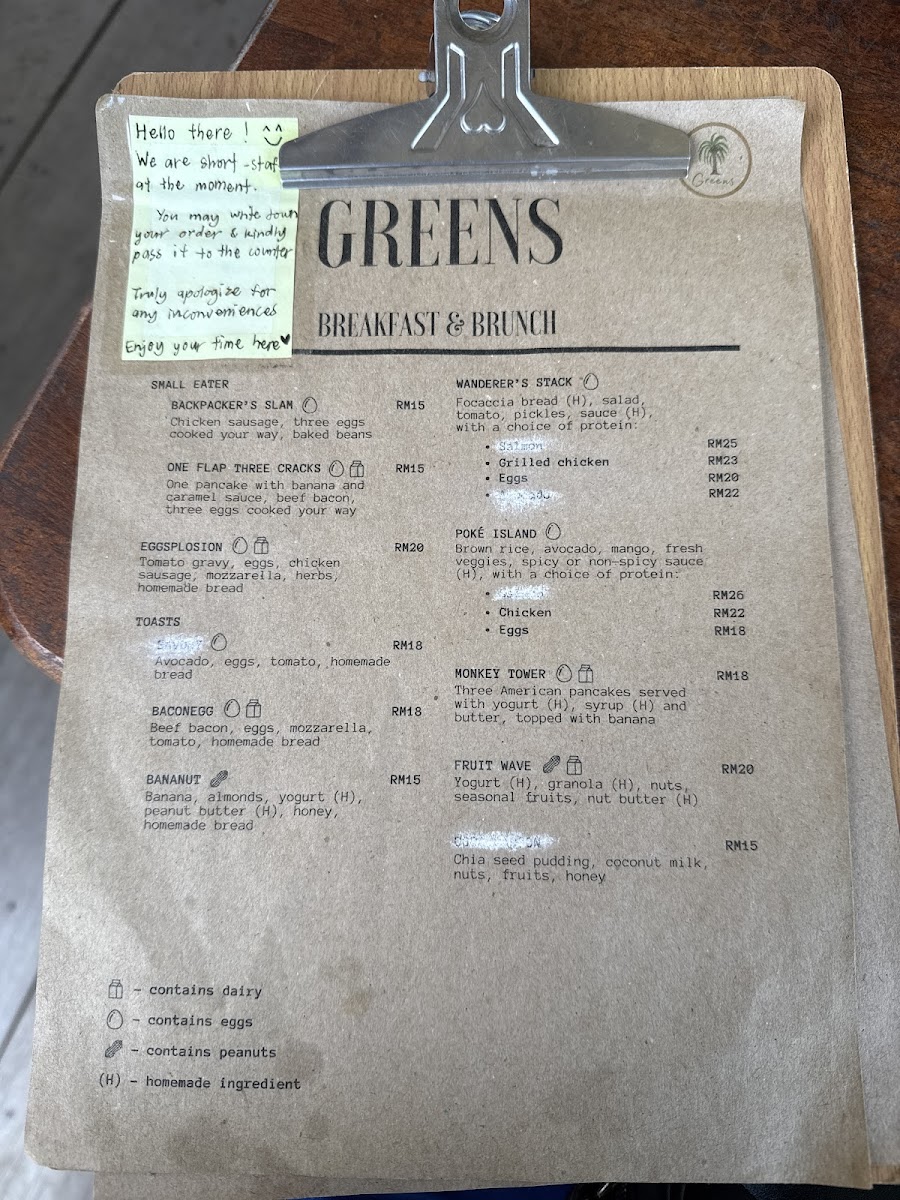 Hello there ! ^^
We are short-staf
at the moment.
You may write down
your order & kindly
pass it to the counter
Truly apologize for
any inconveniences
Enjoy your time here♥
Greens
GREENS
BREAKFAST & BRUNCH
SMALL EATER
BACKPACKER'S SLAM RM15
Chicken sausage, three eggs
cooked your way, baked beans
ONE FLAP THREE CRACKS RM15
One pancake with banana and
caramel sauce, beef bacon,
three eggs cooked your way
EGGSPLOSION RM20
Tomato gravy, eggs, chicken
sausage, mozzarella, herbs,
homemade bread
TOASTS
RM18
Avocado, eggs, tomato, homemade
bread
BACONEGG RM18
Beef bacon, eggs, mozzarella,
tomato, homemade bread
BANANUT RM15
Banana, almonds, yogurt (H),
peanut butter (H), honey,
homemade bread
WANDERER'S STACK
Focaccia bread (H), salad,
tomato, pickles, sauce (H),
with a choice of protein:
• Salmon RM25
• Grilled chicken RM23
• Eggs RM20
• RM22
POKÉ ISLAND
Brown rice, avocado, mango, fresh
veggies, spicy or non-spicy sauce
(H), with a choice of protein:
• RM26
• Chicken RM22
• Eggs RM18
MONKEY TOWER RM18
Three American pancakes served
with yogurt (H), syrup (H) and
butter, topped with banana
FRUIT WAVE RM20
Yogurt (H), granola (H), nuts,
seasonal fruits, nut butter (H)
RM15
Chia seed pudding, coconut milk,
nuts, fruits, honey
- contains dairy
- contains eggs
- contains peanuts
(H) - homemade ingredient